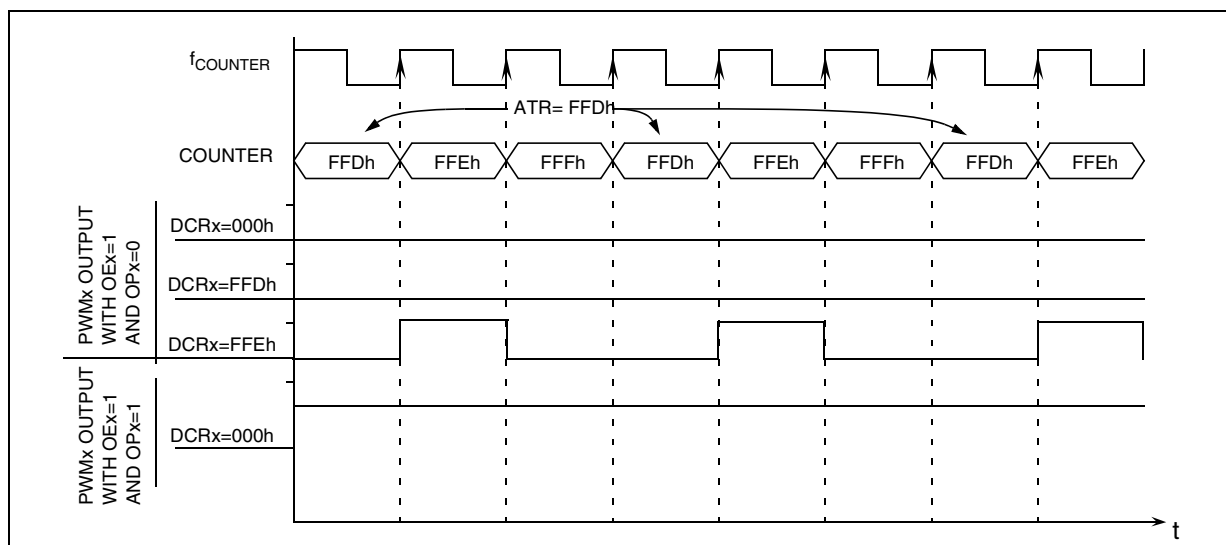 fCOUNTER
ATR= FFDh
COUNTER
FFDh FFEh FFFh FFDh FFEh FFFh FFDh FFEh
PWMx OUTPUT
WITH OEx=1
AND OPx=0
DCRx=000h
DCRx=FFDh
DCRx=FFEh
PWMx OUTPUT
WITH OEx=1
AND OPx=1
DCRx=000h
t